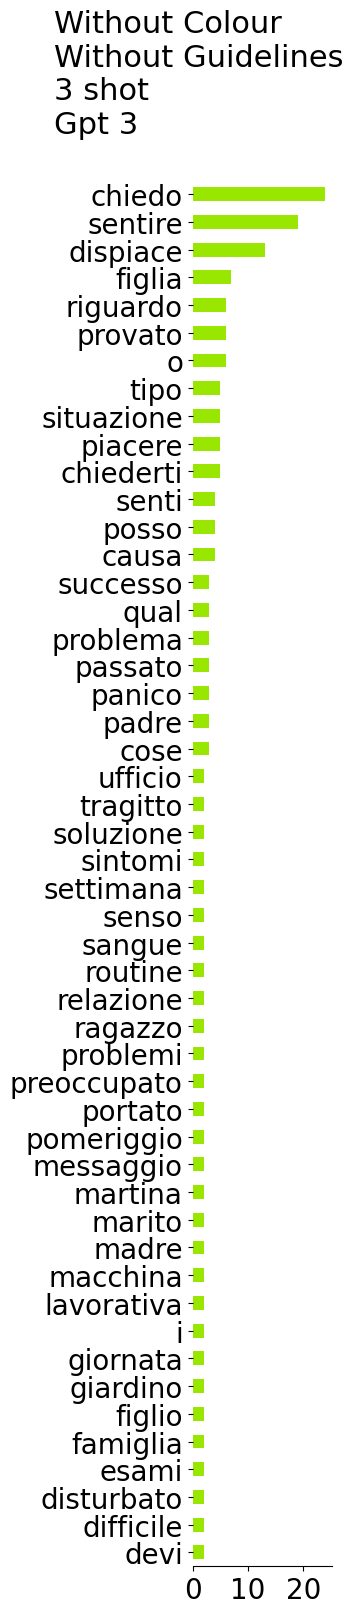 Without Colour
Without Guidelines
3 shot
Gpt 3
chiedo
sentire
dispiace
figlia
riguardo
provato
o
tipo
situazione
piacere
chiederti
senti
posso
causa
successo
qual
problema
passato
panico
padre
cose
ufficio
tragitto
soluzione
sintomi
settimana
senso
sangue
routine
relazione
ragazzo
problemi
preoccupato
portato
pomeriggio
messaggio
martina
marito
madre
macchina
lavorativa
i
giornata
giardino
figlio
famiglia
esami
disturbato
difficile
devi
0 10 20